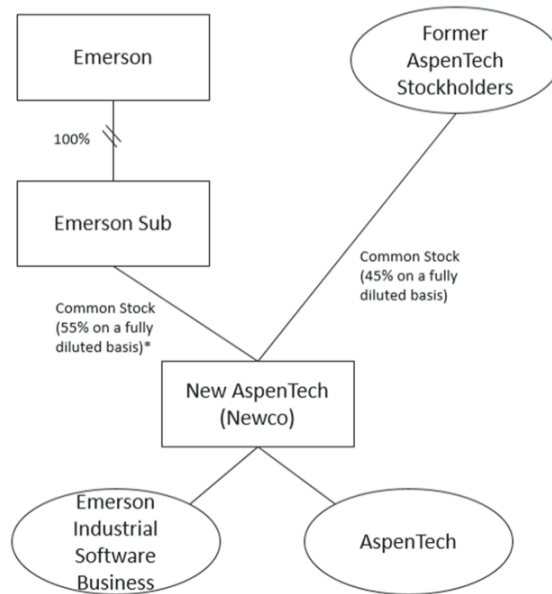 Emerson
Former
AspenTech
Stockholders
100%
Emerson Sub
Common Stock
(45% on a fully
diluted basis)
Common Stock
(55% on a fully
diluted basis)*
New AspenTech
(Newco)
Emerson
Industrial
Software
Business
AspenTech